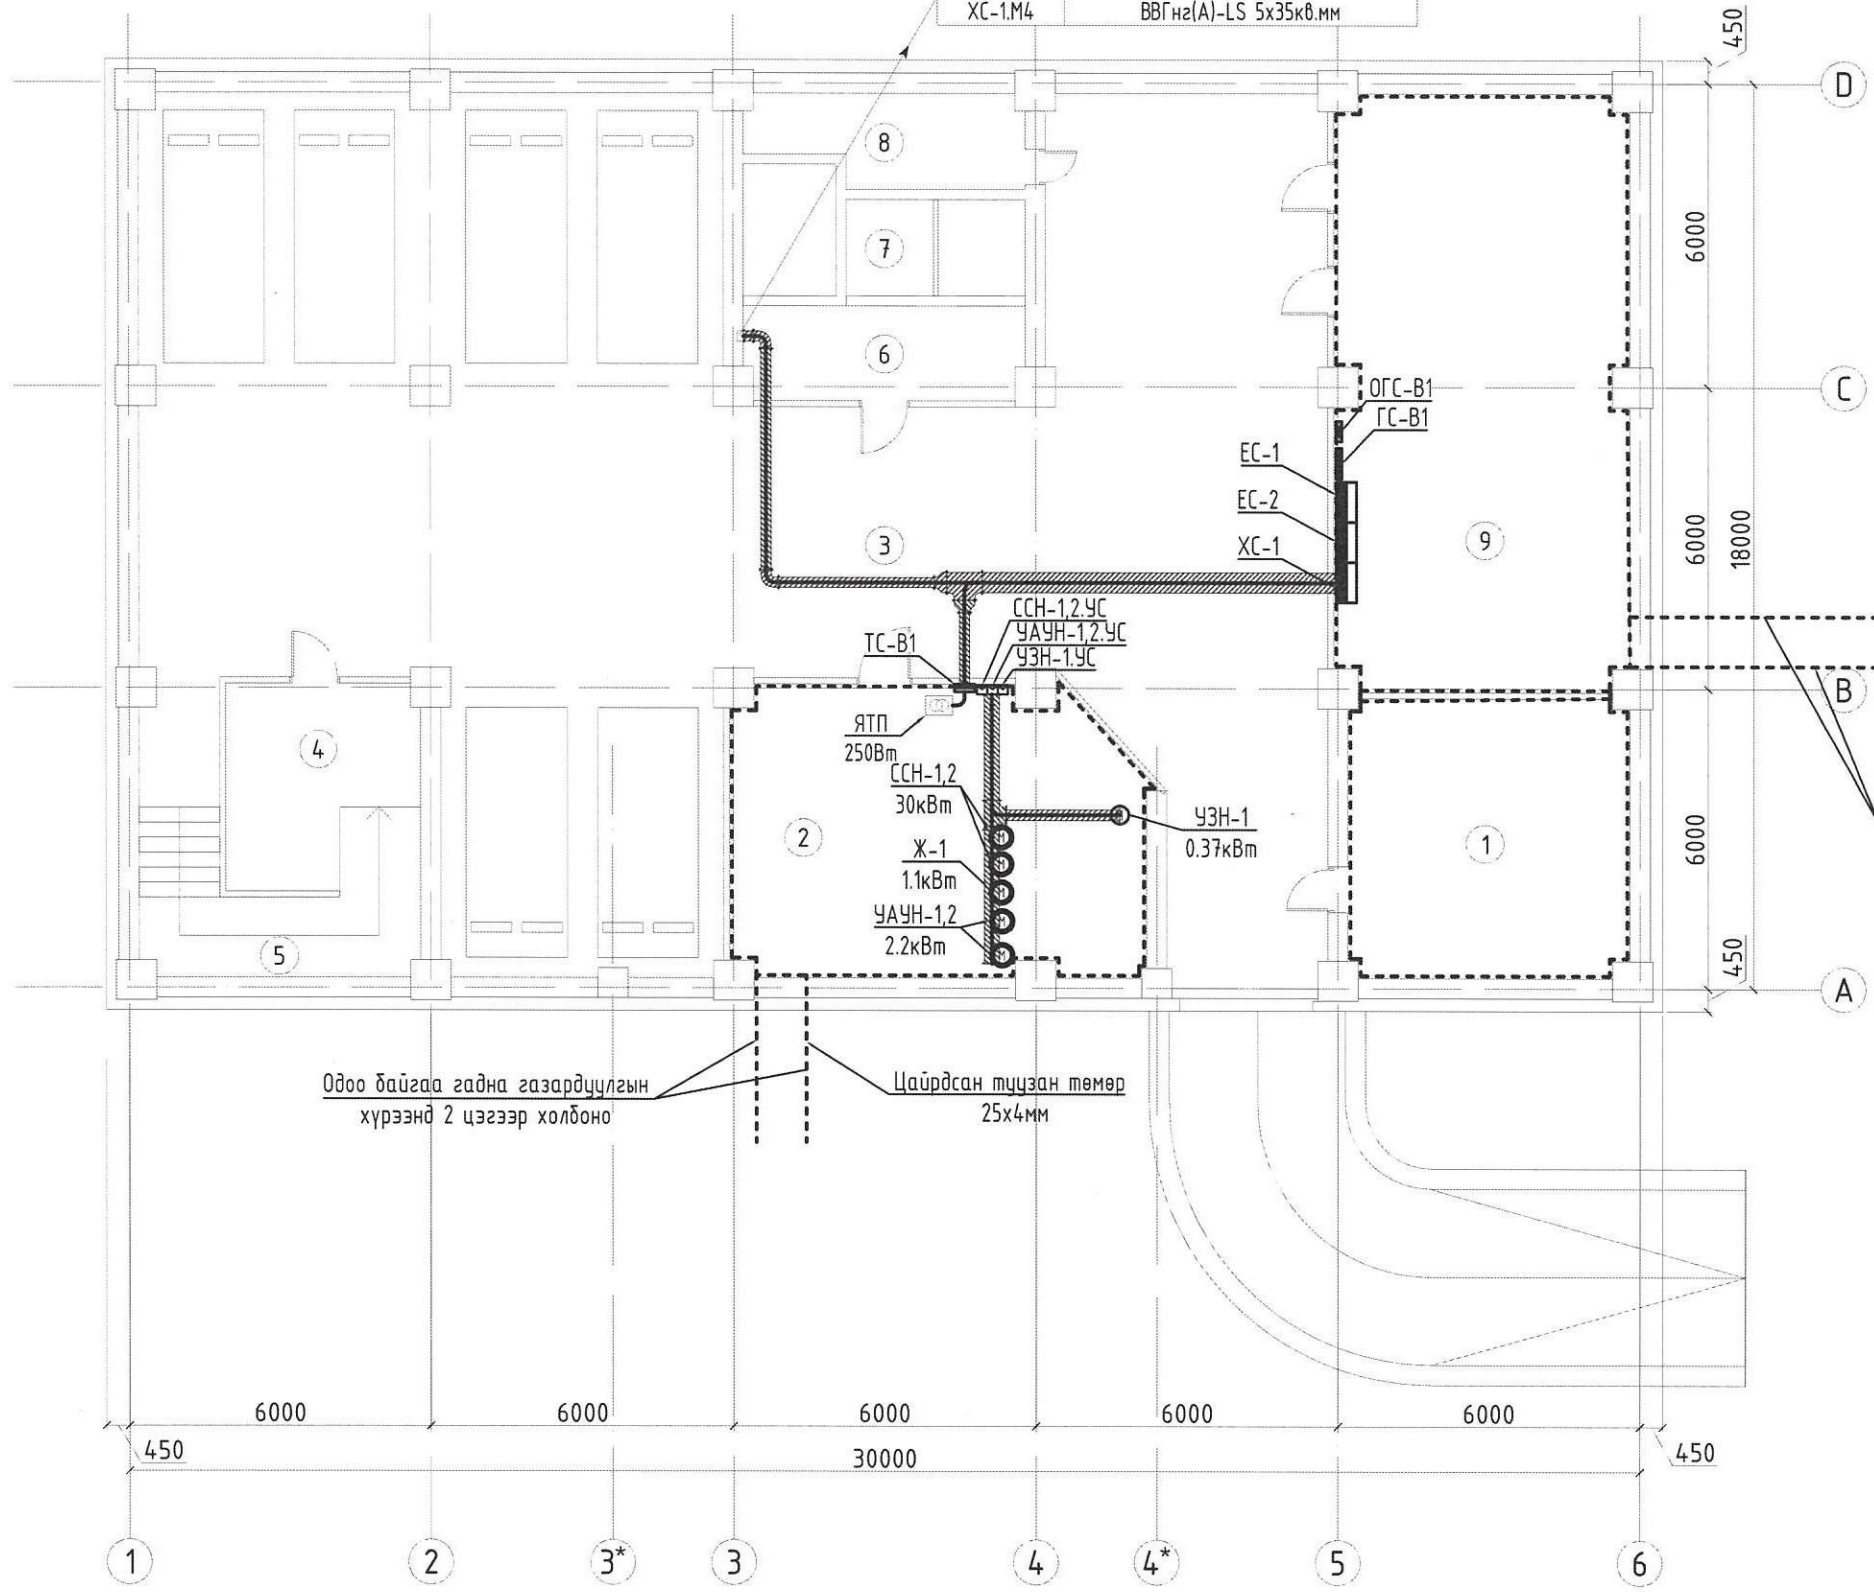 ХС-1.М4 ВВГнг(А)-LS 5х35кв.мм
450
D
8
6000
7
6
C
ОГС-В1
ГС-В1
ЕС-1
ЕС-2
ХС-1
3
9
6000
18000
ССН-1,2.УС
УАУН-1,2.УС
УЗН-1.УС
ТС-В1
B
ЯТП
250Вт
4
ССН-1,2
30кВт
2
Ж-1
1.1кВт
УАУН-1,2
2.2кВт
УЗН-1
0.37кВт
1
6000
5
450
A
Одоо байгаа гадна газардуулгын
хүрээнд 2 цэгээр холбоно
Цайрдсан туузан төмөр
25х4мм
6000 6000 6000 6000 6000
450 30000 450
1 2 3* 3 4 4* 5 6